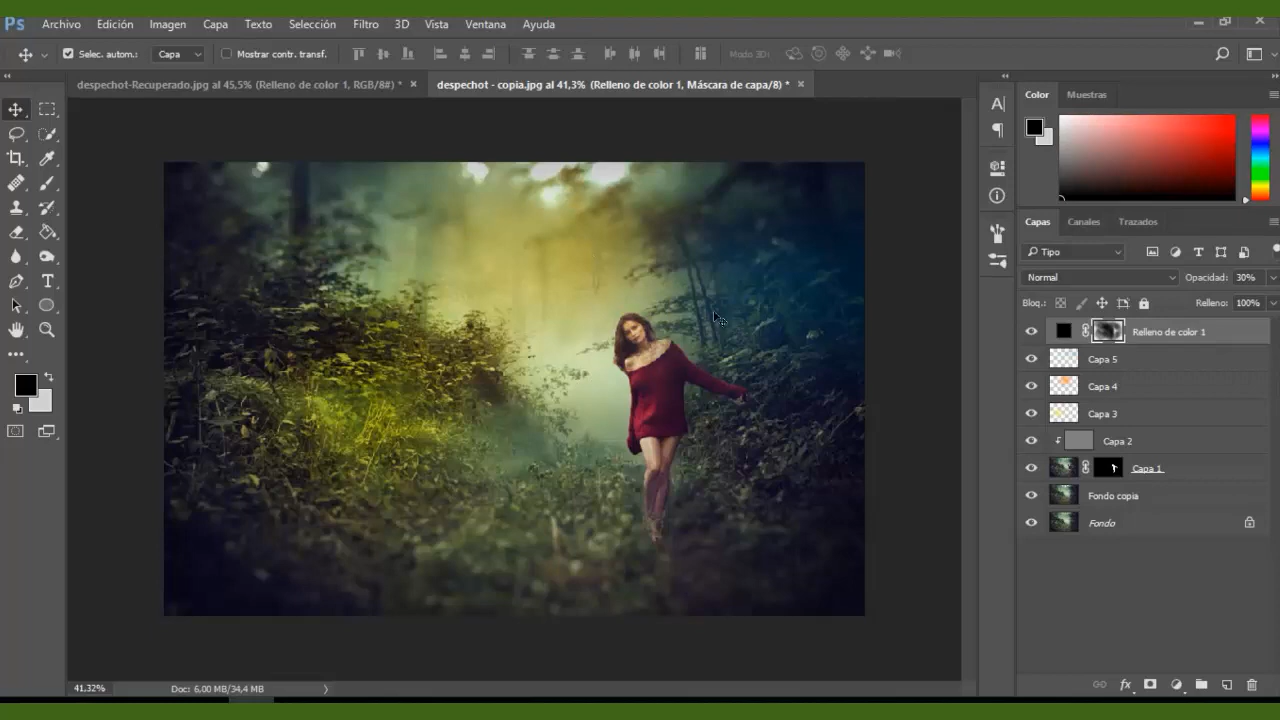 Ps Archivo Edición Imagen Capa Texto Selección Filtro 3D Vista Ventana Ayuda
Selec. autom.: Capa Mostrar contr. transf. Modo 3D:
despechot-Recuperado.jpg al 45,5% (Relleno de color 1, RGB/8#) * × despechot - copia.jpg al 41,3% (Relleno de color 1, Máscara de capa/8) * ×
Color Muestras
Capas Canales Trazados
Tipo
Normal Opacidad: 30%
Bloq.: Relleno: 100%
Relleno de color 1
Capa 5
Capa 4
Capa 3
Capa 2
Capa 1
Fondo copia
Fondo
41,32% Doc: 6,00 MB/34,4 MB
fx